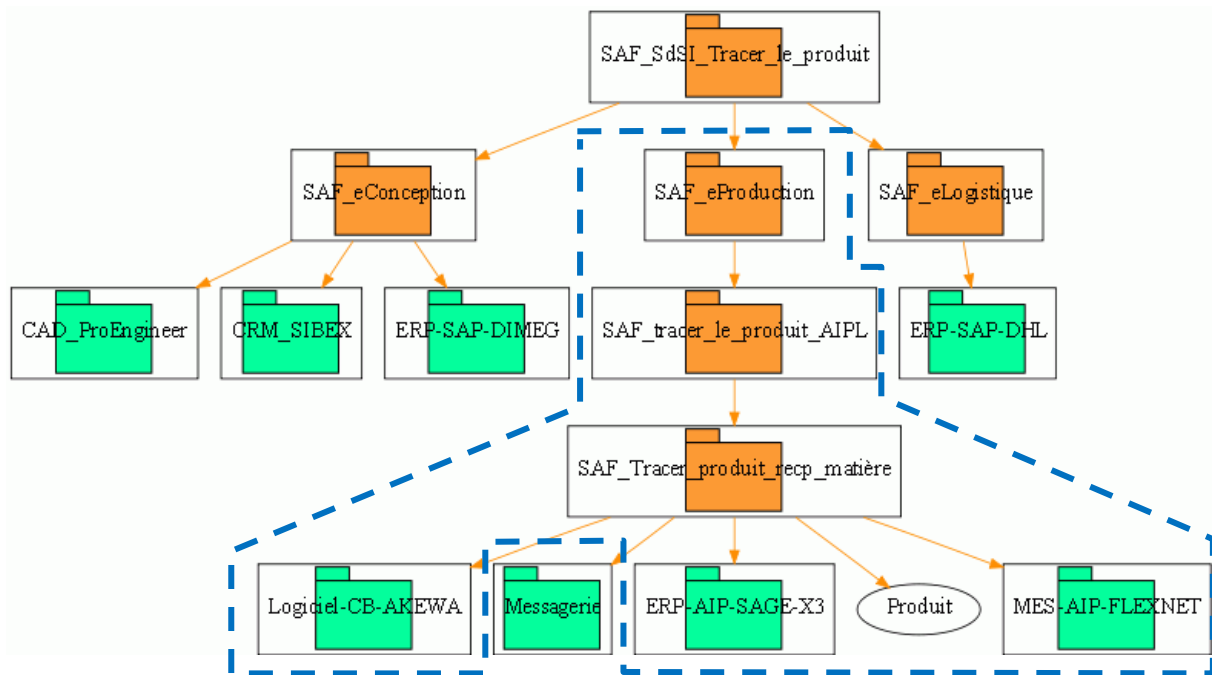 SAF_SdSI_Tracer_le_produit
SAF_eConception
SAF_eProduction
SAF_eLogistique
CAD_ProEngineer
CRM_SIBEX
ERP-SAP-DIMEG
SAF_tracer_le_produit_AIPL
ERP-SAP-DHL
SAF_Tracer_produit_recp_matière
Logiciel-CB-AKEWA
Messagerie
ERP-AIP-SAGE-X3
Produit
MES-AIP-FLEXNET